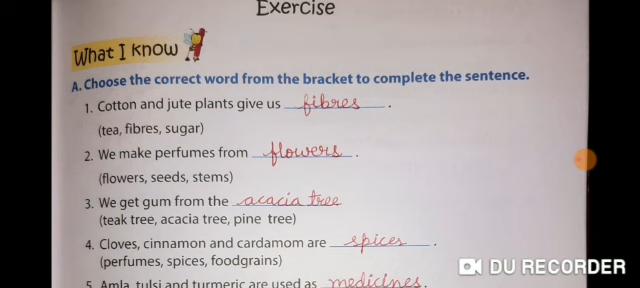 Exercise
What I know
A. Choose the correct word from the bracket to complete the sentence.
1. Cotton and jute plants give us fibres.
(tea, fibres, sugar)
2. We make perfumes from flowers.
(flowers, seeds, stems)
3. We get gum from the acacia tree
(teak tree, acacia tree, pine tree)
4. Cloves, cinnamon and cardamom are spices.
(perfumes, spices, foodgrains)
5. Amla, tulsi and turmeric are used as medicines.
DU RECORDER